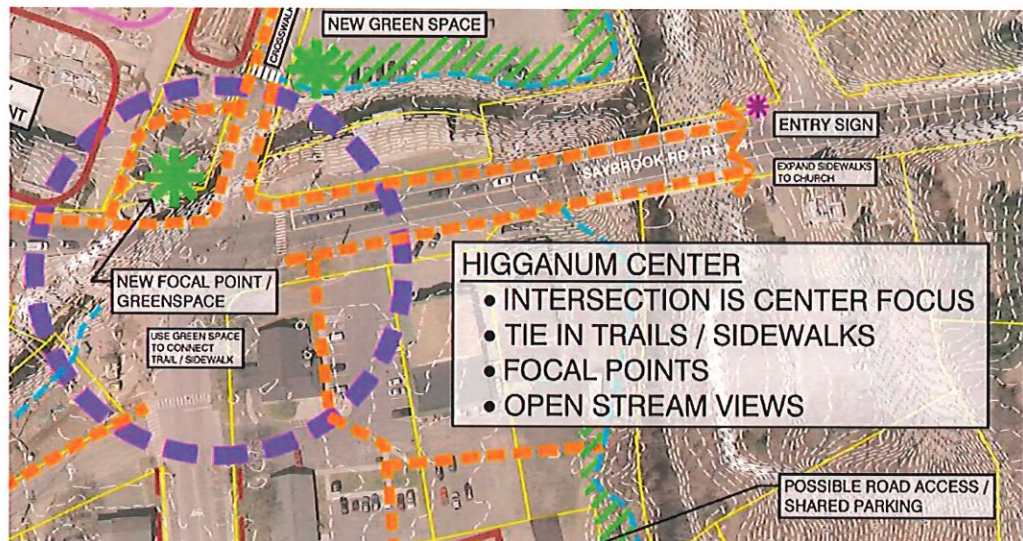 CROSSWALK
NEW GREEN SPACE
NT
ENTRY SIGN
SAYBROOK RD / RT
EXPAND SIDEWALKS
TO CHURCH
NEW FOCAL POINT /
GREENSPACE
USE GREEN SPACE
TO CONNECT
TRAIL / SIDEWALK
HIGGANUM CENTER
• INTERSECTION IS CENTER FOCUS
• TIE IN TRAILS / SIDEWALKS
• FOCAL POINTS
• OPEN STREAM VIEWS
POSSIBLE ROAD ACCESS /
SHARED PARKING